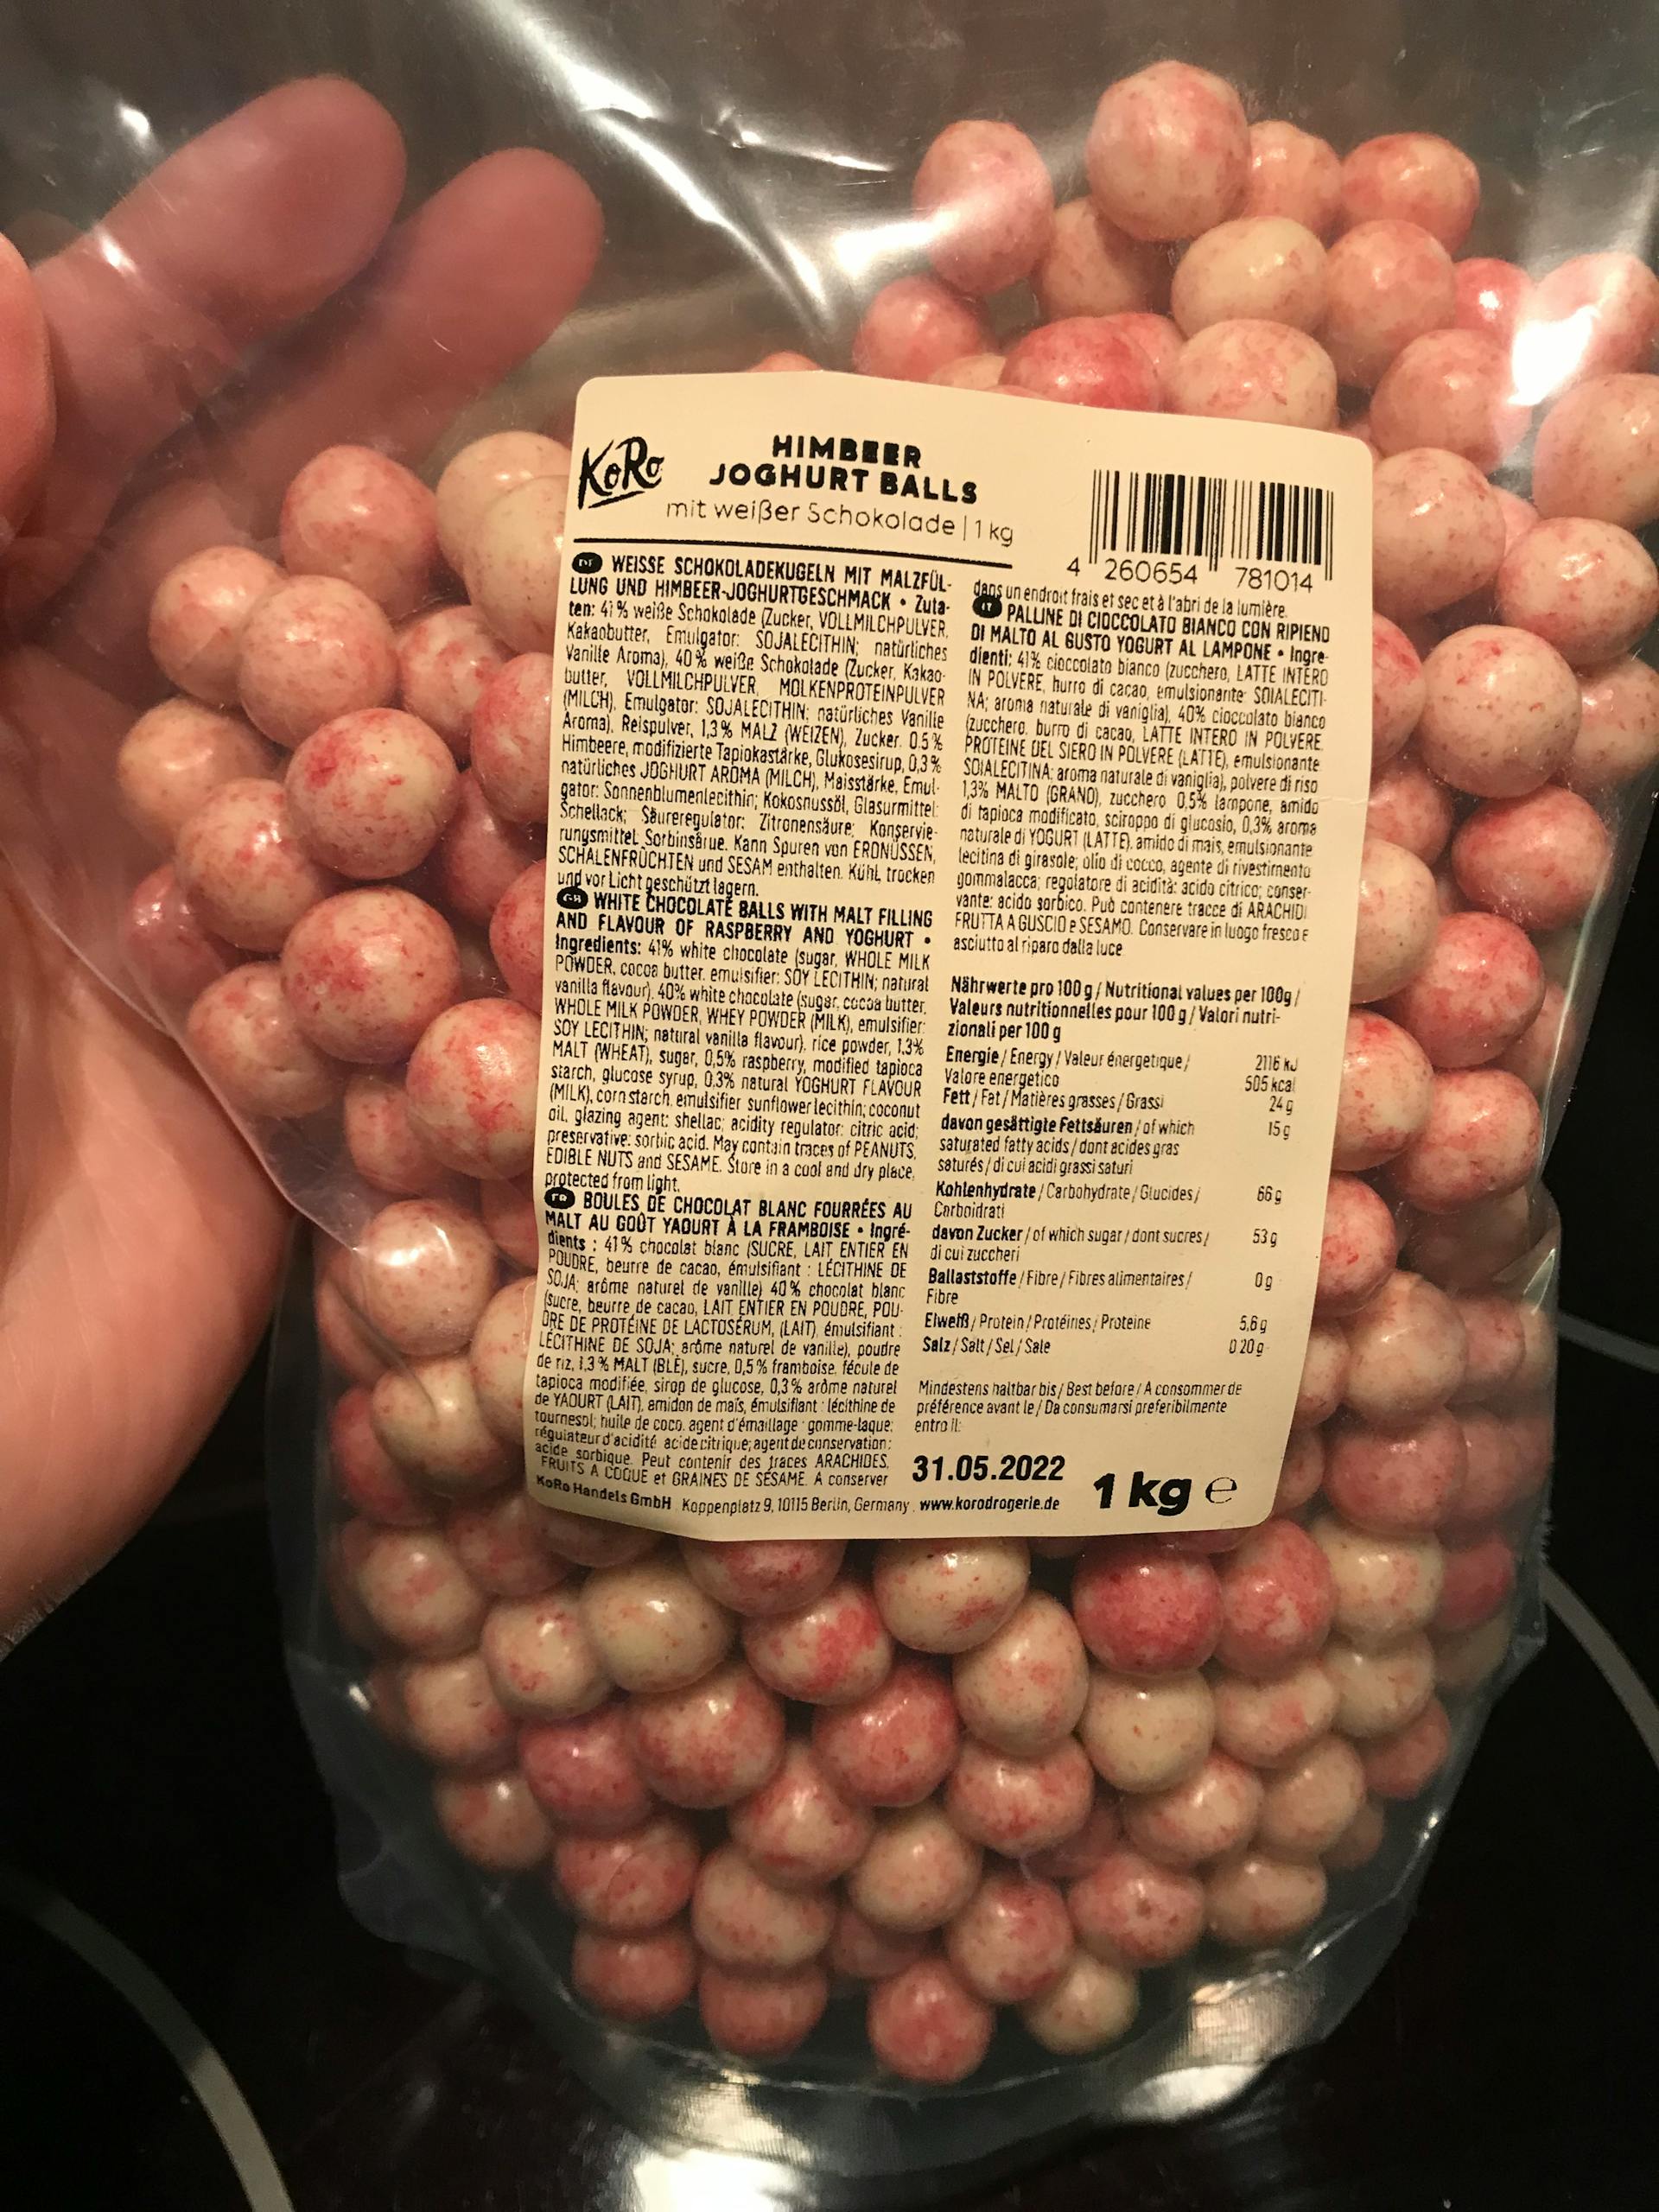 KoRo
HIMBEER
JOGHURT BALLS
mit weißer Schokolade | 1 kg
4 260654 781014
DE WEISSE SCHOKOLADEKUGELN MIT MALZFÜL-
LUNG UND HIMBEER-JOGHURTGESCHMACK • Zuta-
ten: 41 % weiße Schokolade (Zucker, VOLLMILCHPULVER,
Kakaobutter, Emulgator: SOJALECITHIN; natürliches
Vanille Aroma), 40 % weiße Schokolade (Zucker, Kakao-
butter, VOLLMILCHPULVER, MOLKENPROTEINPULVER
(MILCH), Emulgator: SOJALECITHIN; natürliches Vanille
Aroma), Reispulver, 1,3 % MALZ (WEIZEN), Zucker, 0,5 %
Himbeere, modifizierte Tapiokastärke, Glukosesirup, 0,3 %
natürliches JOGHURT AROMA (MILCH), Maisstärke, Emul-
gator: Sonnenblumenlecithin; Kokosnussöl, Glasurmittel:
Schellack; Säureregulator: Zitronensäure; Konservie-
rungsmittel: Sorbinsäure. Kann Spuren von ERDNÜSSEN,
SCHALENFRÜCHTEN und SESAM enthalten. Kühl, trocken
und vor Licht geschützt lagern.
GB WHITE CHOCOLATE BALLS WITH MALT FILLING
AND FLAVOUR OF RASPBERRY AND YOGHURT •
Ingredients: 41% white chocolate (sugar, WHOLE MILK
POWDER, cocoa butter, emulsifier: SOY LECITHIN; natural
vanilla flavour), 40% white chocolate (sugar, cocoa butter,
WHOLE MILK POWDER, WHEY POWDER (MILK), emulsifier:
SOY LECITHIN; natural vanilla flavour), rice powder, 1,3%
MALT (WHEAT), sugar, 0,5% raspberry, modified tapioca
starch, glucose syrup, 0,3% natural YOGHURT FLAVOUR
(MILK), corn starch, emulsifier sunflower lecithin; coconut
oil, glazing agent: shellac; acidity regulator: citric acid;
preservative: sorbic acid. May contain traces of PEANUTS,
EDIBLE NUTS and SESAME. Store in a cool and dry place,
protected from light.
FR BOULES DE CHOCOLAT BLANC FOURRÉES AU
MALT AU GOÛT YAOURT À LA FRAMBOISE • Ingré-
dients : 41 % chocolat blanc (SUCRE, LAIT ENTIER EN
POUDRE, beurre de cacao, émulsifiant : LÉCITHINE DE
SOJA; arôme naturel de vanille) 40 % chocolat blanc
(sucre, beurre de cacao, LAIT ENTIER EN POUDRE, POU-
DRE DE PROTÉINE DE LACTOSÉRUM, (LAIT), émulsifiant :
LÉCITHINE DE SOJA; arôme naturel de vanille), poudre
de riz, 1,3 % MALT (BLÉ), sucre, 0,5 % framboise, fécule de
tapioca modifiée, sirop de glucose, 0,3 % arôme naturel
de YAOURT (LAIT), amidon de maïs, émulsifiant : lécithine de
tournesol; huile de coco, agent d'émaillage : gomme-laque;
régulateur d'acidité acide citrique; agent de conservation:
acide sorbique. Peut contenir des traces ARACHIDES,
FRUITS A COQUE et GRAINES DE SÉSAME. A conserver
dans un endroit frais et sec et à l'abri de la lumière.
IT PALLINE DI CIOCCOLATO BIANCO CON RIPIENO
DI MALTO AL GUSTO YOGURT AL LAMPONE • Ingre-
dienti: 41% cioccolato bianco (zucchero, LATTE INTERO
IN POLVERE, burro di cacao, emulsionante SOIALECITI-
NA; aroma naturale di vaniglia), 40% cioccolato bianco
(zucchero, burro di cacao, LATTE INTERO IN POLVERE,
PROTEINE DEL SIERO IN POLVERE (LATTE), emulsionante
SOIALECITINA; aroma naturale di vaniglia), polvere di riso
1,3% MALTO (GRANO), zucchero 0,5% lampone, amido
di tapioca modificato, sciroppo di glucosio, 0,3% aroma
naturale di YOGURT (LATTE), amido di mais, emulsionante
lecitina di girasole; olio di cocco, agente di rivestimento
gommalacca; regolatore di acidità: acido citrico; conser-
vante: acido sorbico. Può contenere tracce di ARACHIDI
FRUTTA A GUSCIO e SESAMO. Conservare in luogo fresco e
asciutto al riparo dalla luce
Nährwerte pro 100 g / Nutritional values per 100g /
Valeurs nutritionnelles pour 100 g / Valori nutri-
zionali per 100 g
Energie / Energy / Valeur énergetique / 2116 kJ
Valore energetico 505 kcal
Fett / Fat / Matières grasses / Grassi 24 g
davon gesättigte Fettsäuren / of which 15 g
saturated fatty acids / dont acides gras
saturés / di cui acidi grassi saturi
Kohlenhydrate / Carbohydrate / Glucides / 66 g
Carboidrati
davon Zucker / of which sugar / dont sucres / 53 g
di cui zuccheri
Ballaststoffe / Fibre / Fibres alimentaires / 0 g
Fibre
Eiweiß / Protein / Protéines / Proteine 5,6 g
Salz / Salt / Sel / Sale 0,20 g
Mindestens haltbar bis / Best before / A consommer de
préférence avant le / Da consumarsi preferibilmente
entro il:
31.05.2022 1 kg ℮
KoRo Handels GmbH . Koppenplatz 9, 10115 Berlin, Germany . www.korodrogerie.de